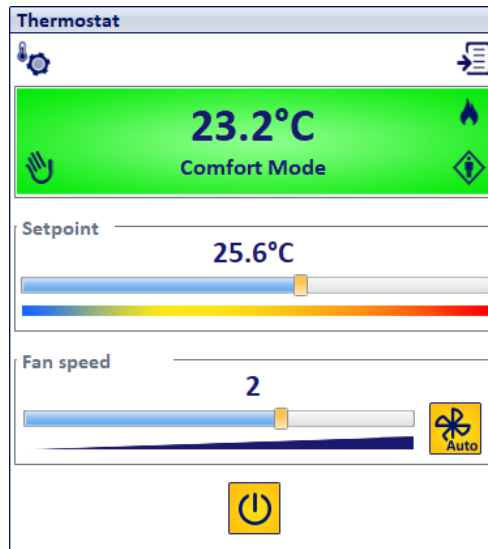 Thermostat
23.2°C
Comfort Mode
Setpoint
25.6°C
Fan speed
2
Auto